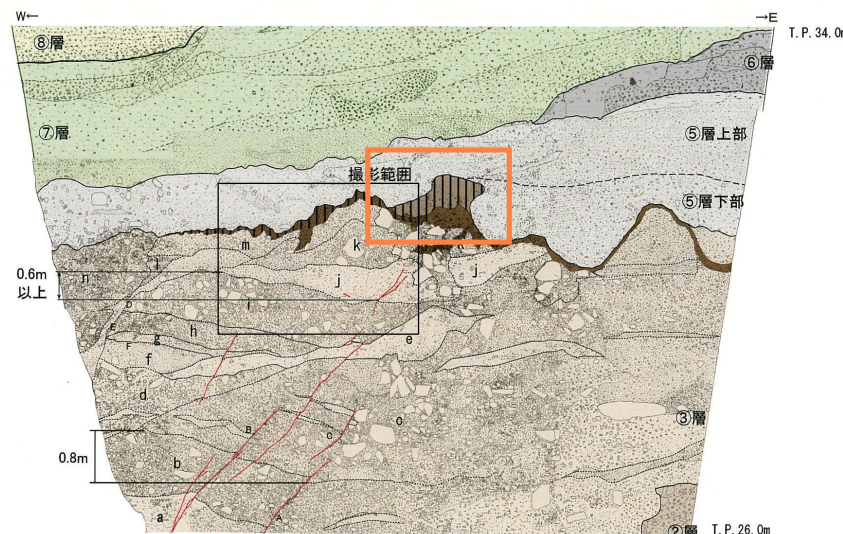 W←
→E
T.P.34.0m
⑧層
⑥層
⑦層
⑤層上部
撮影範囲
⑤層下部
m
k
l
n
j
j
0.6m
以上
i
D
E
h
g
e
F
f
d
③層
B
C
c
0.8m
b
a
A
②層
T.P.26.0m